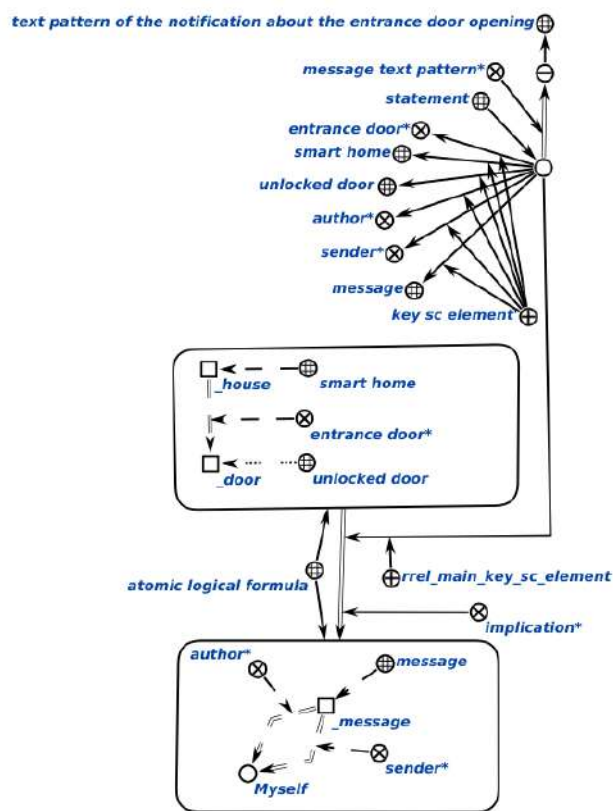 text pattern of the notification about the entrance door opening
message text pattern*
statement
entrance door*
smart home
unlocked door
author*
sender*
message
key sc element'
_house
smart home
entrance door*
_door
unlocked door
rrel_main_key_sc_element
atomic logical formula
implication*
author*
message
_message
sender*
Myself